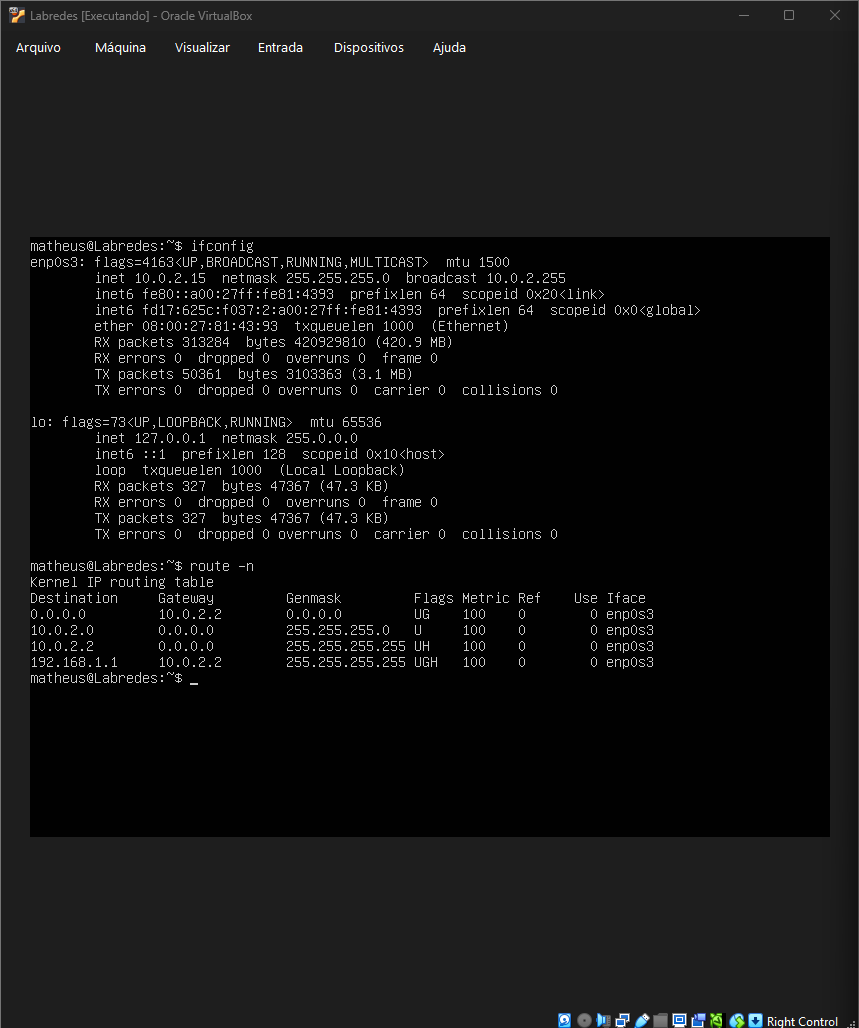 Labredes [Executando] - Oracle VirtualBox
Arquivo Máquina Visualizar Entrada Dispositivos Ajuda
matheus@Labredes:~$ ifconfig
enp0s3: flags=4163<UP,BROADCAST,RUNNING,MULTICAST>  mtu 1500
        inet 10.0.2.15  netmask 255.255.255.0  broadcast 10.0.2.255
        inet6 fe80::a00:27ff:fe81:4393  prefixlen 64  scopeid 0x20<link>
        inet6 fd17:625c:f037:2:a00:27ff:fe81:4393  prefixlen 64  scopeid 0x0<global>
        ether 08:00:27:81:43:93  txqueuelen 1000  (Ethernet)
        RX packets 313284  bytes 420929810 (420.9 MB)
        RX errors 0  dropped 0  overruns 0  frame 0
        TX packets 50361  bytes 3103363 (3.1 MB)
        TX errors 0  dropped 0 overruns 0  carrier 0  collisions 0
lo: flags=73<UP,LOOPBACK,RUNNING>  mtu 65536
        inet 127.0.0.1  netmask 255.0.0.0
        inet6 ::1  prefixlen 128  scopeid 0x10<host>
        loop  txqueuelen 1000  (Local Loopback)
        RX packets 327  bytes 47367 (47.3 KB)
        RX errors 0  dropped 0  overruns 0  frame 0
        TX packets 327  bytes 47367 (47.3 KB)
        TX errors 0  dropped 0 overruns 0  carrier 0  collisions 0
matheus@Labredes:~$ route -n
Kernel IP routing table
Destination     Gateway         Genmask         Flags Metric Ref    Use Iface
0.0.0.0         10.0.2.2        0.0.0.0         UG    100    0        0 enp0s3
10.0.2.0        0.0.0.0         255.255.255.0   U     100    0        0 enp0s3
10.0.2.2        0.0.0.0         255.255.255.255 UH    100    0        0 enp0s3
192.168.1.1     10.0.2.2        255.255.255.255 UGH   100    0        0 enp0s3
matheus@Labredes:~$ _
Right Control